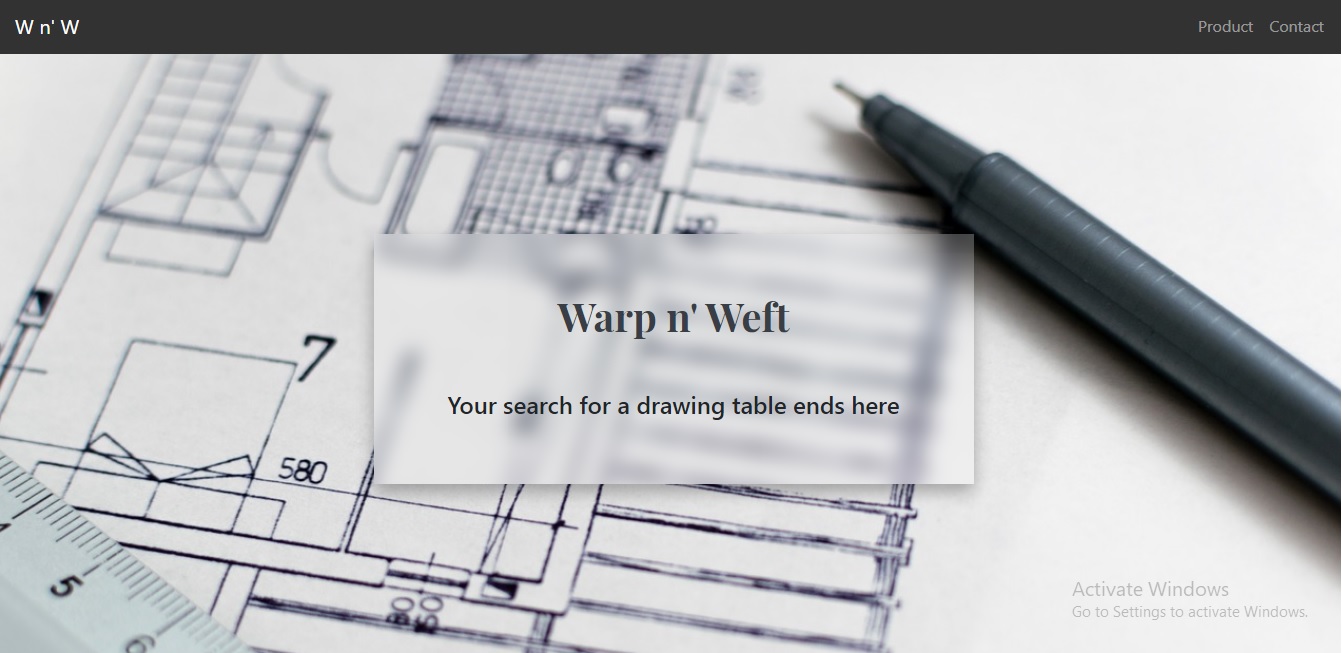 W n' W
Product Contact
Warp n' Weft
Your search for a drawing table ends here
7
580
5
6
Activate Windows
Go to Settings to activate Windows.